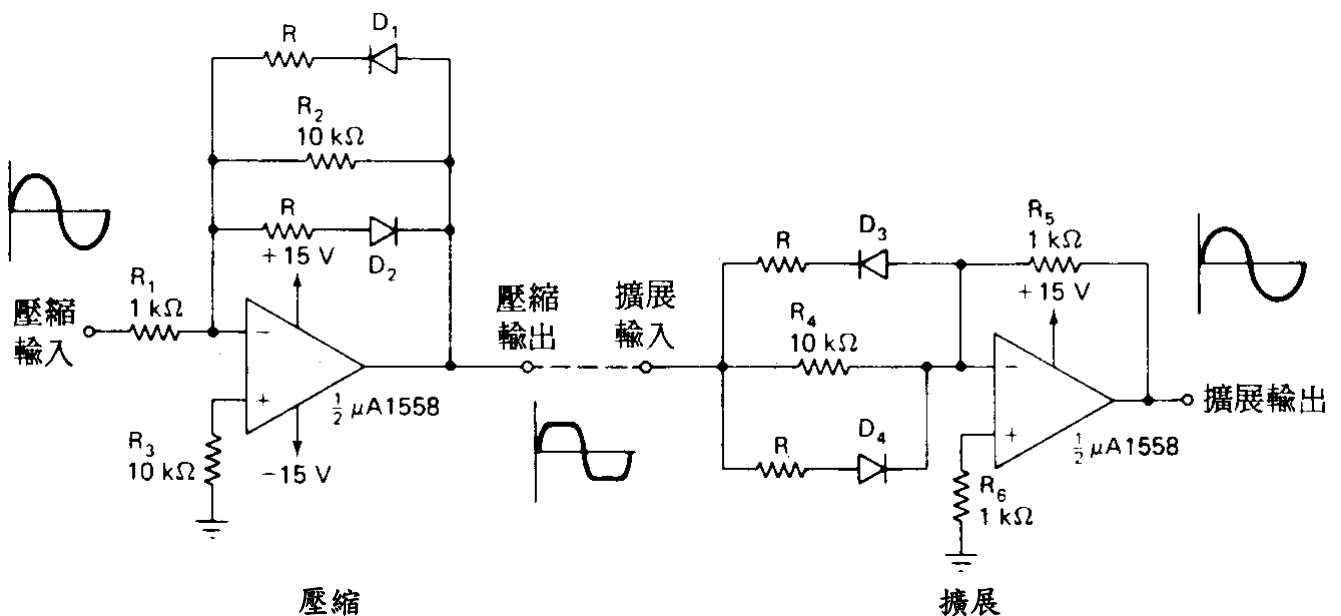 R
D₁
R₂
10 kΩ
R
+15 V
D₂
R₁
1 kΩ
壓縮
輸入
−
+
½ μA1558
R₃
10 kΩ
−15 V
壓縮
輸出
擴展
輸入
R
D₃
R₄
10 kΩ
R
D₄
R₅
1 kΩ
+15 V
−
+
½ μA1558
R₆
1 kΩ
擴展輸出
壓縮
擴展